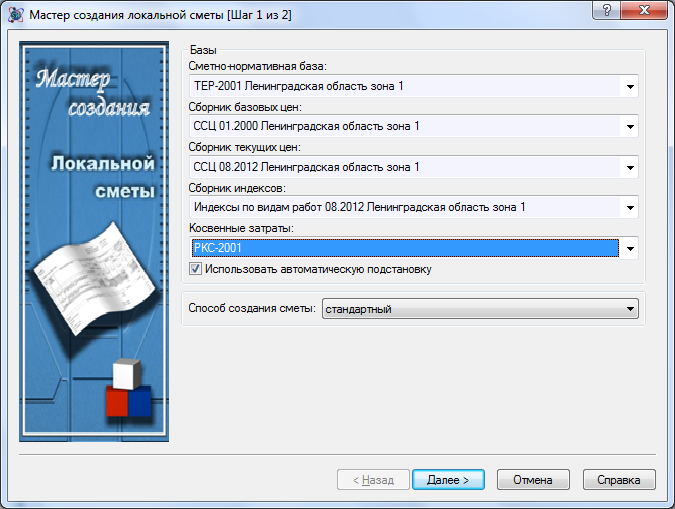 Мастер создания локальной сметы [Шаг 1 из 2]
?
Мастер
создания
Локальной
сметы
Базы
Сметно-нормативная база:
ТЕР-2001 Ленинградская область зона 1
Сборник базовых цен:
ССЦ 01.2000 Ленинградская область зона 1
Сборник текущих цен:
ССЦ 08.2012 Ленинградская область зона 1
Сборник индексов:
Индексы по видам работ 08.2012 Ленинградская область зона 1
Косвенные затраты:
РКС-2001
Использовать автоматическую подстановку
Способ создания сметы: стандартный
< Назад Далее > Отмена Справка